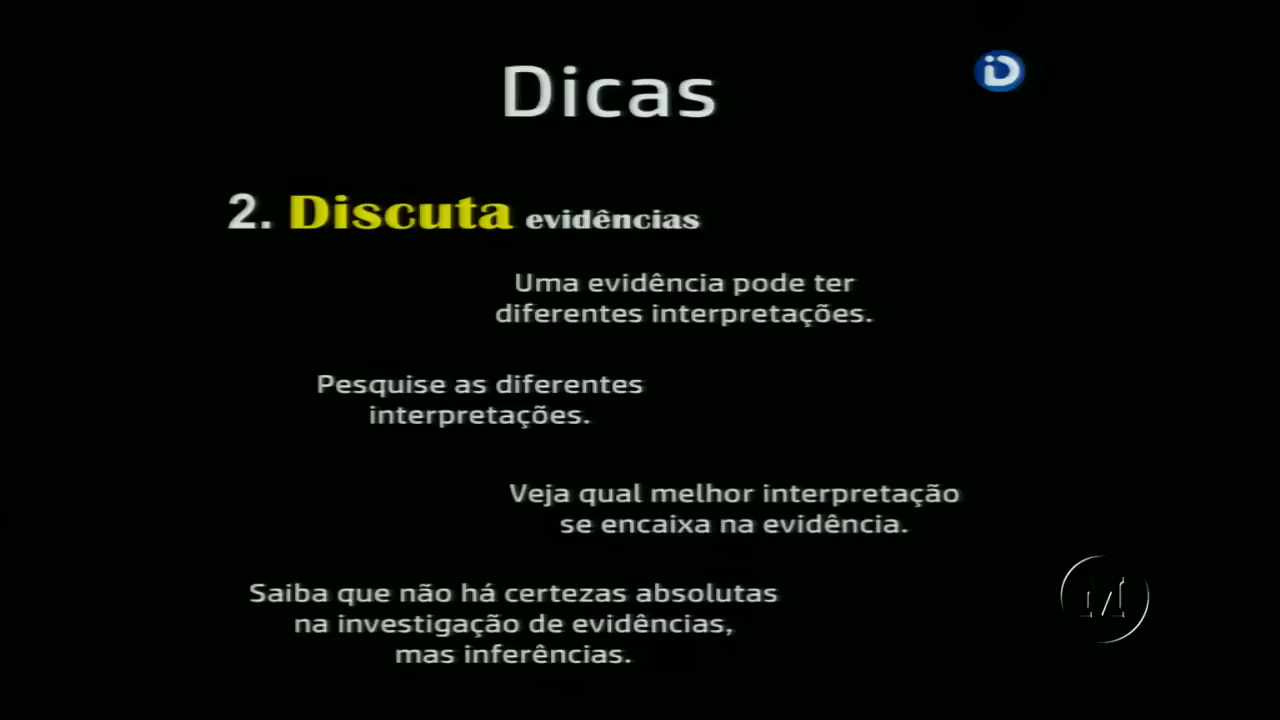 Dicas
2. Discuta evidências
Uma evidência pode ter
diferentes interpretações.
Pesquise as diferentes
interpretações.
Veja qual melhor interpretação
se encaixa na evidência.
Saiba que não há certezas absolutas
na investigação de evidências,
mas inferências.
iD
M